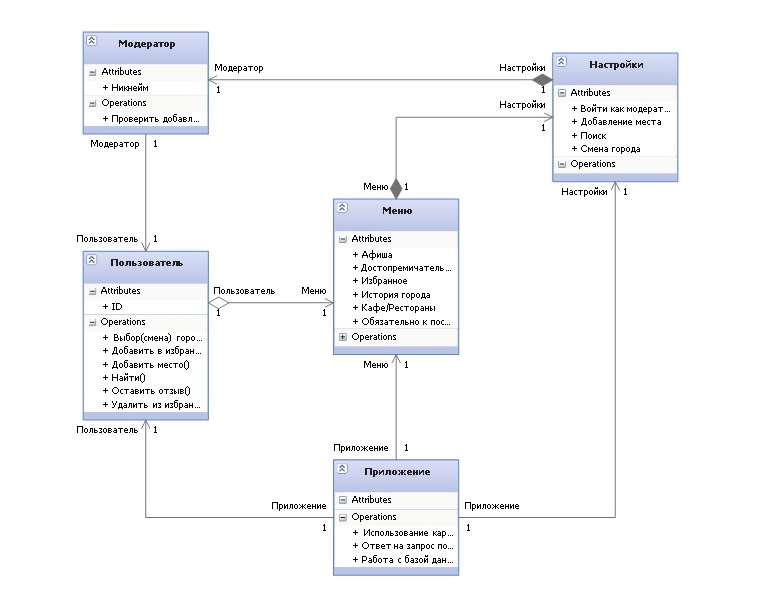 Модератор
Attributes
+ Никнейм
Operations
+ Проверить добавл...
Модератор
1
Настройки
1
Настройки
Attributes
+ Войти как модерат...
+ Добавление места
+ Поиск
+ Смена города
Operations
Настройки
1
Модератор 1
Пользователь 1
Меню 1
Настройки 1
Меню
Attributes
+ Афиша
+ Достопремичатель...
+ Избранное
+ История города
+ Кафе/Рестораны
+ Обязательно к пос...
Operations
Пользователь
Attributes
+ ID
Operations
+ Выбор(смена) горо...
+ Добавить в избран...
+ Добавить место()
+ Найти()
+ Оставить отзыв()
+ Удалить из избран...
Пользователь
1
Меню
1
Меню 1
Пользователь 1
Приложение 1
Приложение
1
Приложение
1
Приложение
Attributes
Operations
+ Использование кар...
+ Ответ на запрос по...
+ Работа с базой дан...